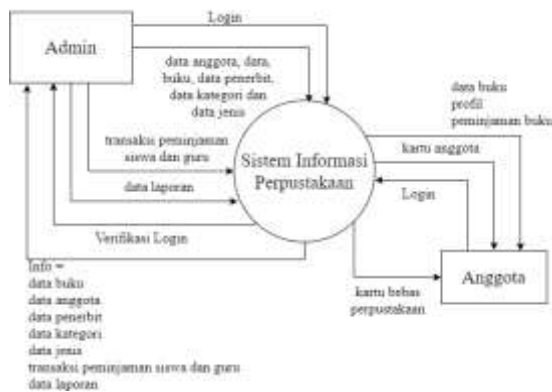 Login
Admin
data anggota, data,
buku, data penerbit,
data kategori dan
data jenis
data buku
profil
peminjaman buku
transaksi peminjaman
siswa dan guru
Sistem Informasi
Perpustakaan
kartu anggota
data laporan
Login
Verifikasi Login
Anggota
Info =
data buku
data anggota
data penerbit
data kategori
data jenis
transaksi peminjaman siswa dan guru
data laporan
kartu bebas
perpustakaan